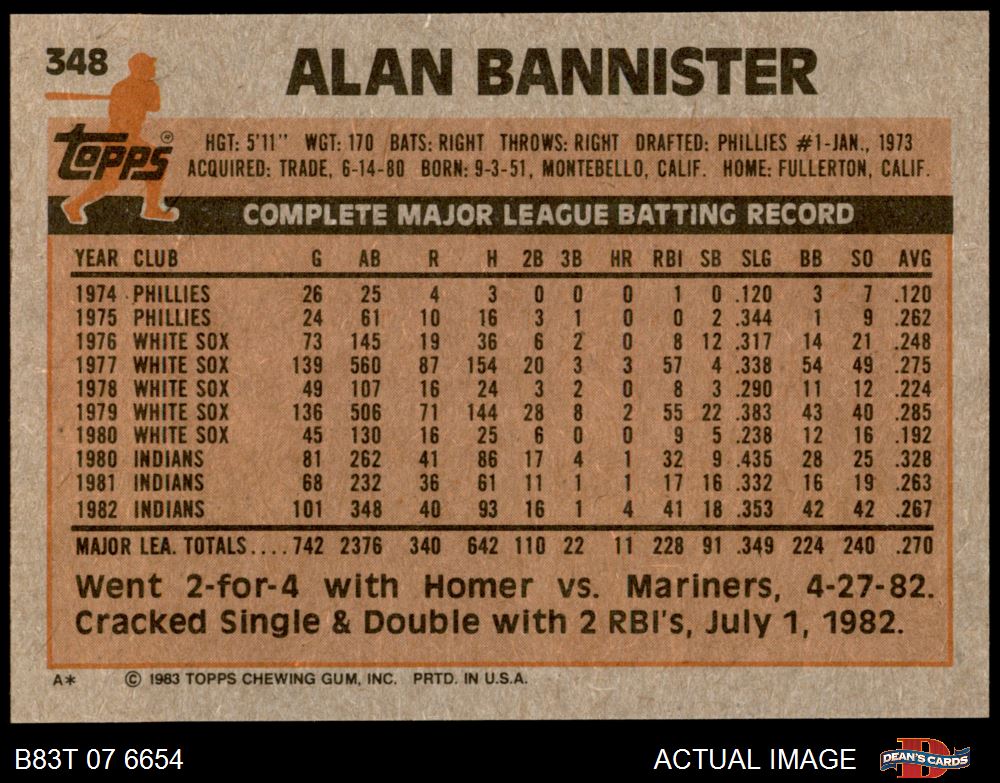 348
ALAN BANNISTER
topps®
HGT: 5'11" WGT: 170 BATS: RIGHT THROWS: RIGHT DRAFTED: PHILLIES #1-JAN., 1973
ACQUIRED: TRADE, 6-14-80 BORN: 9-3-51, MONTEBELLO, CALIF. HOME: FULLERTON, CALIF.
COMPLETE MAJOR LEAGUE BATTING RECORD
YEAR CLUB G AB R H 2B 3B HR RBI SB SLG BB SO AVG
1974 PHILLIES 26 25 4 3 0 0 0 1 0 .120 3 7 .120
1975 PHILLIES 24 61 10 16 3 1 0 0 2 .344 1 9 .262
1976 WHITE SOX 73 145 19 36 6 2 0 8 12 .317 14 21 .248
1977 WHITE SOX 139 560 87 154 20 3 3 57 4 .338 54 49 .275
1978 WHITE SOX 49 107 16 24 3 2 0 8 3 .290 11 12 .224
1979 WHITE SOX 136 506 71 144 28 8 2 55 22 .383 43 40 .285
1980 WHITE SOX 45 130 16 25 6 0 0 9 5 .238 12 16 .192
1980 INDIANS 81 262 41 86 17 4 1 32 9 .435 28 25 .328
1981 INDIANS 68 232 36 61 11 1 1 17 16 .332 16 19 .263
1982 INDIANS 101 348 40 93 16 1 4 41 18 .353 42 42 .267
MAJOR LEA. TOTALS.... 742 2376 340 642 110 22 11 228 91 .349 224 240 .270
Went 2-for-4 with Homer vs. Mariners, 4-27-82.
Cracked Single & Double with 2 RBI's, July 1, 1982.
A* © 1983 TOPPS CHEWING GUM, INC. PRTD. IN U.S.A.
B83T 07 6654 ACTUAL IMAGE DEAN'S CARDS